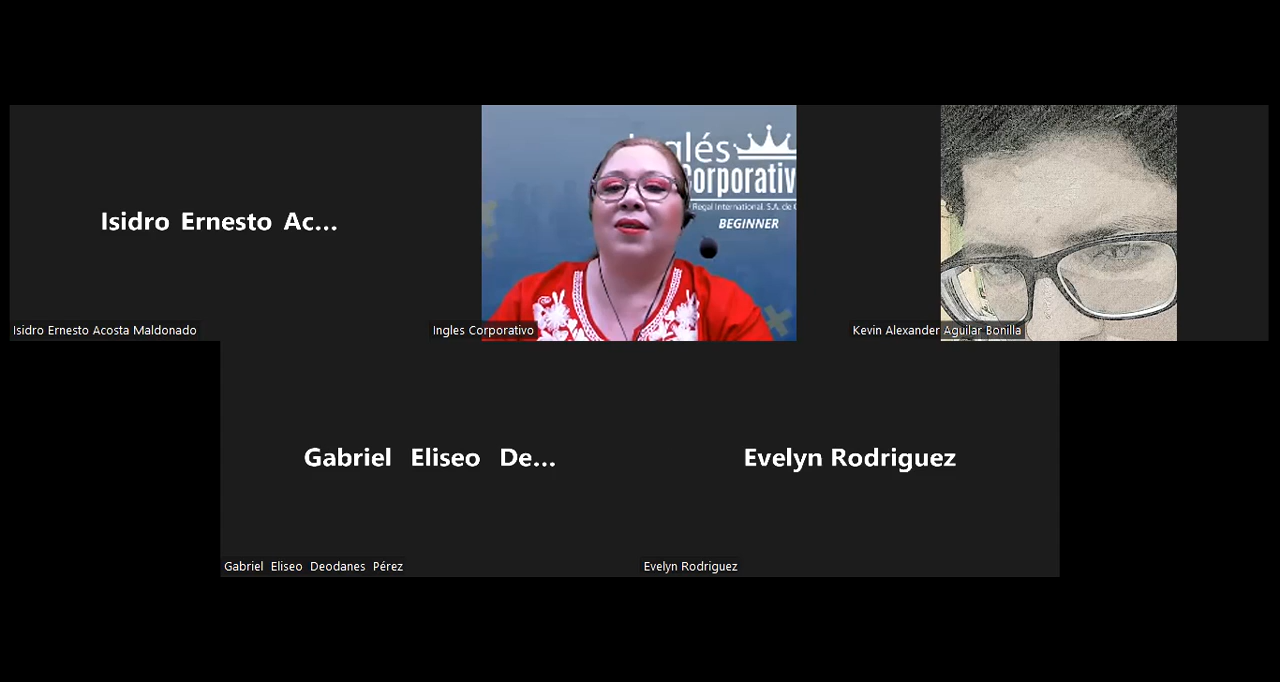 Isidro Ernesto Ac...
Isidro Ernesto Acosta Maldonado
Inglés
Corporativ
Regal International, S.A. de C
BEGINNER
Ingles Corporativo
Kevin Alexander Aguilar Bonilla
Gabriel Eliseo De...
Gabriel Eliseo Deodanes Pérez
Evelyn Rodriguez
Evelyn Rodriguez